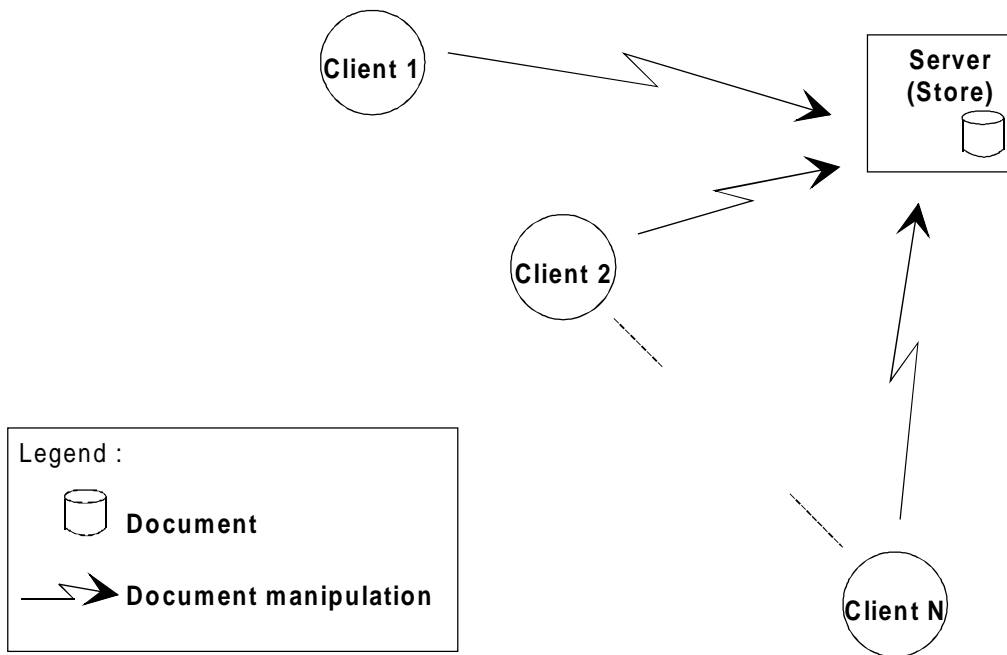 Client 1
Server
(Store)
Client 2
Legend :
Document
Document manipulation
Client N